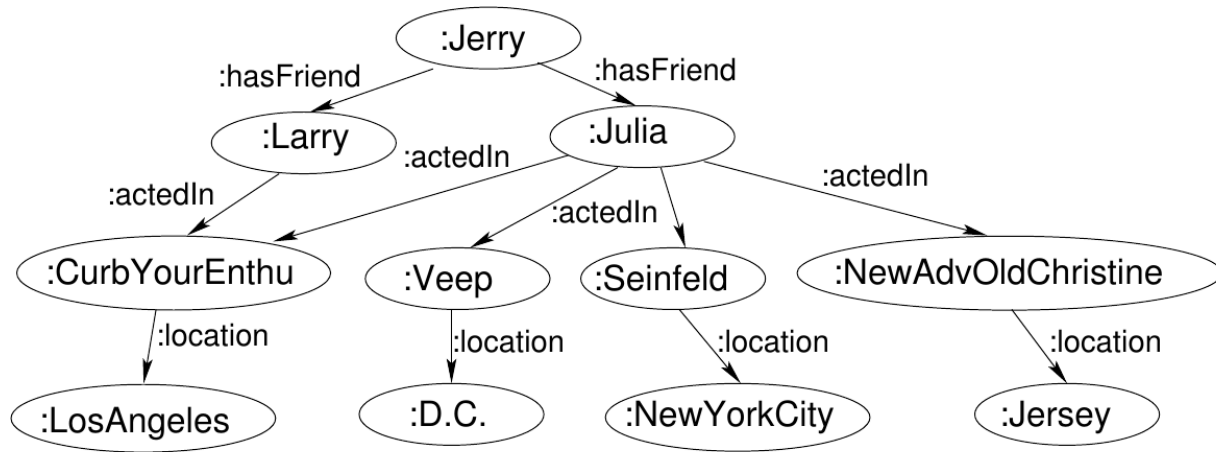 :Jerry
:hasFriend
:hasFriend
:Larry
:Julia
:actedIn
:actedIn
:actedIn
:actedIn
:CurbYourEnthu
:Veep
:Seinfeld
:NewAdvOldChristine
:location
:location
:location
:location
:LosAngeles
:D.C.
:NewYorkCity
:Jersey